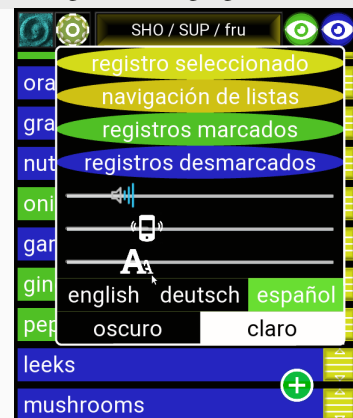 SHO / SUP / fru
registro seleccionado
ora
navigación de listas
gra
registros marcados
nut
registros desmarcados
oni
gar
AA
gin
english deutsch español
pep
oscuro claro
leeks
mushrooms